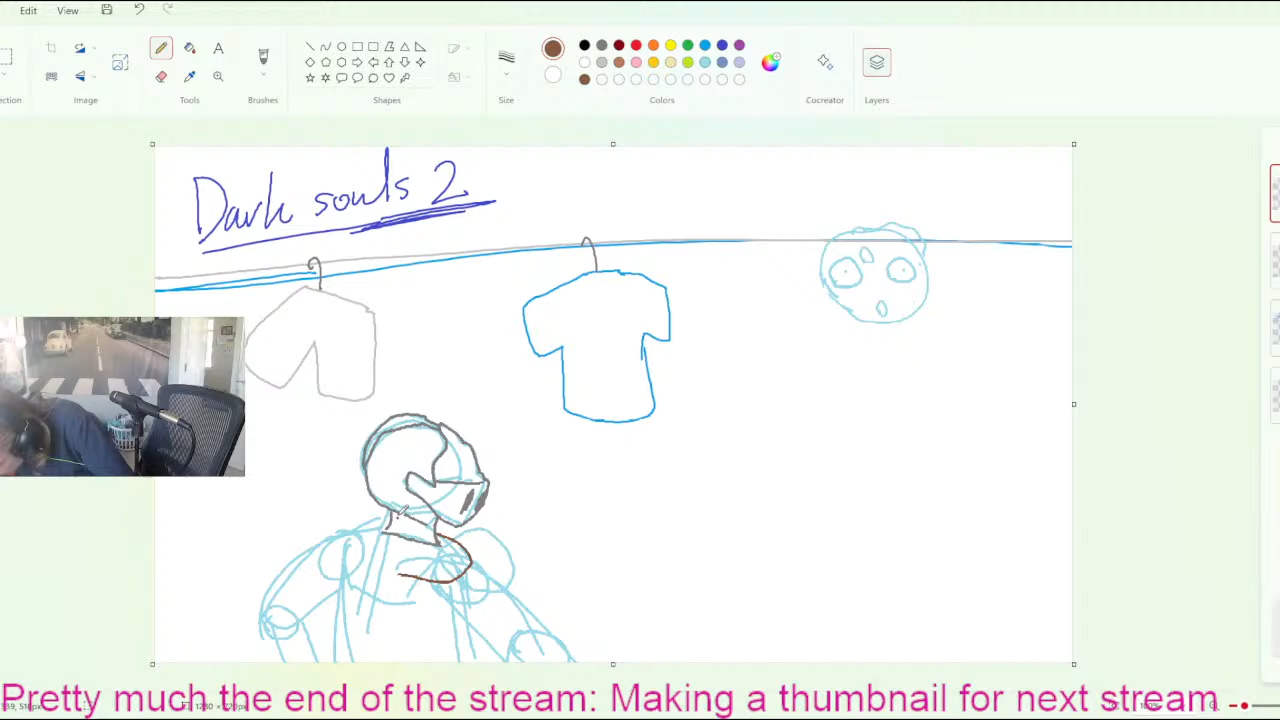 Edit View
Image Tools Brushes Shapes Size Colors Cocreator Layers
Dark souls 2
Pretty much the end of the stream: Making a thumbnail for next stream